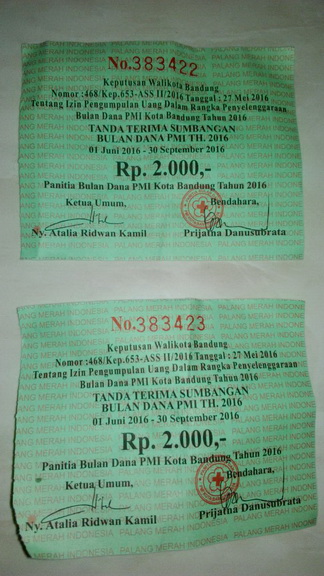 No.383422
Keputusan Walikota Bandung
Nomor :468/Kep.653-ASS II/2016 Tanggal : 27 Mei 2016
Tentang Izin Pengumpulan Uang Dalam Rangka Penyelenggaraan
Bulan Dana PMI Kota Bandung Tahun 2016
TANDA TERIMA SUMBANGAN
BULAN DANA PMI TH. 2016
01 Juni 2016 - 30 September 2016
Rp. 2.000,-
Panitia Bulan Dana PMI Kota Bandung Tahun 2016
Ketua Umum, Bendahara,
Ny. Atalia Ridwan Kamil Prijatna Danusubrata
No.383423
Keputusan Walikota Bandung
Nomor :468/Kep.653-ASS II/2016 Tanggal : 27 Mei 2016
Tentang Izin Pengumpulan Uang Dalam Rangka Penyelenggaraan
Bulan Dana PMI Kota Bandung Tahun 2016
TANDA TERIMA SUMBANGAN
BULAN DANA PMI TH. 2016
01 Juni 2016 - 30 September 2016
Rp. 2.000,-
Panitia Bulan Dana PMI Kota Bandung Tahun 2016
Ketua Umum, Bendahara,
Ny. Atalia Ridwan Kamil Prijatna Danusubrata